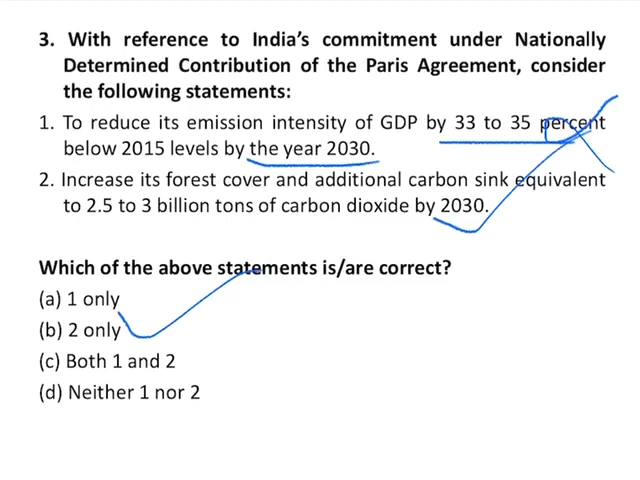 3. With reference to India’s commitment under Nationally
Determined Contribution of the Paris Agreement, consider
the following statements:
1. To reduce its emission intensity of GDP by 33 to 35 percent
below 2015 levels by the year 2030.
2. Increase its forest cover and additional carbon sink equivalent
to 2.5 to 3 billion tons of carbon dioxide by 2030.
Which of the above statements is/are correct?
(a) 1 only
(b) 2 only
(c) Both 1 and 2
(d) Neither 1 nor 2